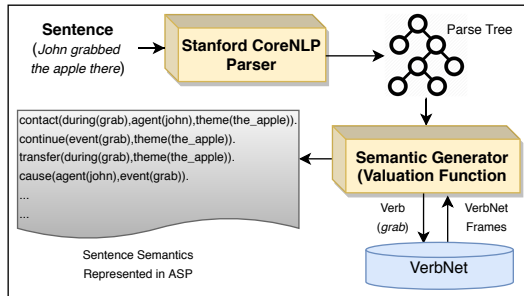 Sentence
(John grabbed
the apple there)
Stanford CoreNLP
Parser
Parse Tree
contact(during(grab),agent(john),theme(the_apple)).
continue(event(grab),theme(the_apple)).
transfer(during(grab),theme(the_apple)).
cause(agent(john),event(grab)).
...
...
Semantic Generator
(Valuation Function
Verb
(grab)
VerbNet
Frames
Sentence Semantics
Represented in ASP
VerbNet